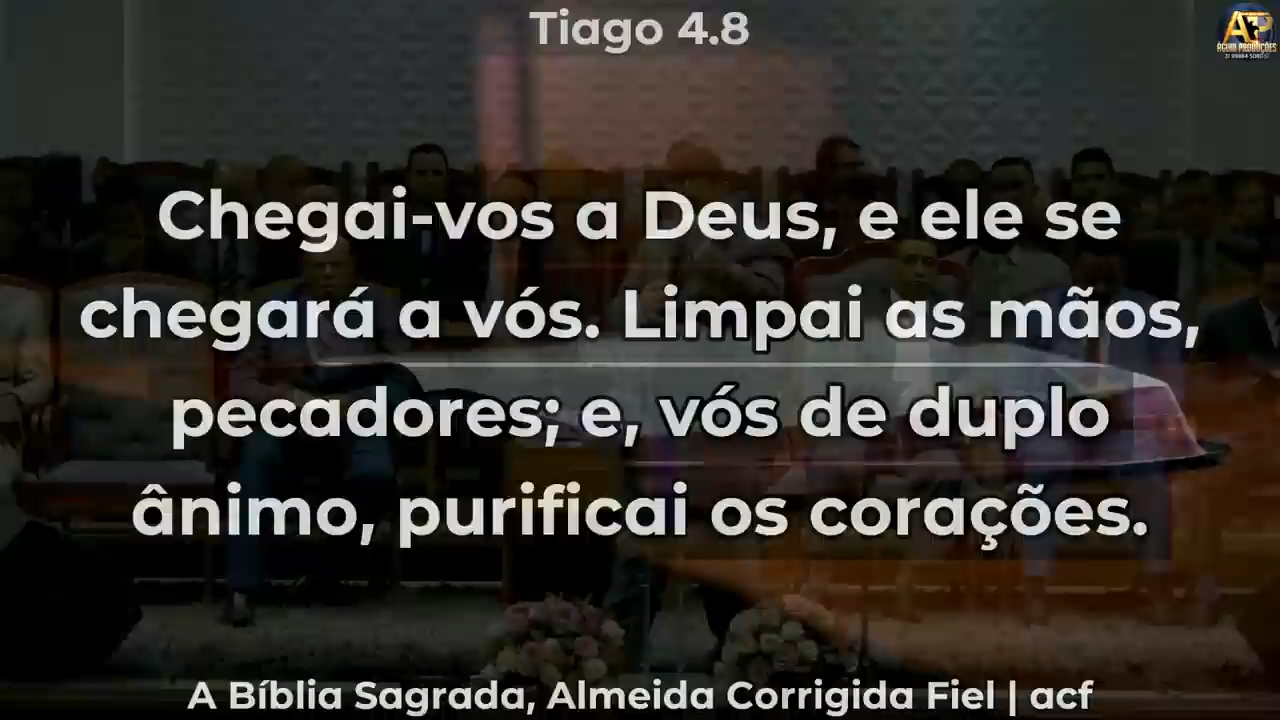 Tiago 4.8
Chegai-vos a Deus, e ele se
chegará a vós. Limpai as mãos,
pecadores; e, vós de duplo
ânimo, purificai os corações.
A Bíblia Sagrada, Almeida Corrigida Fiel | acf